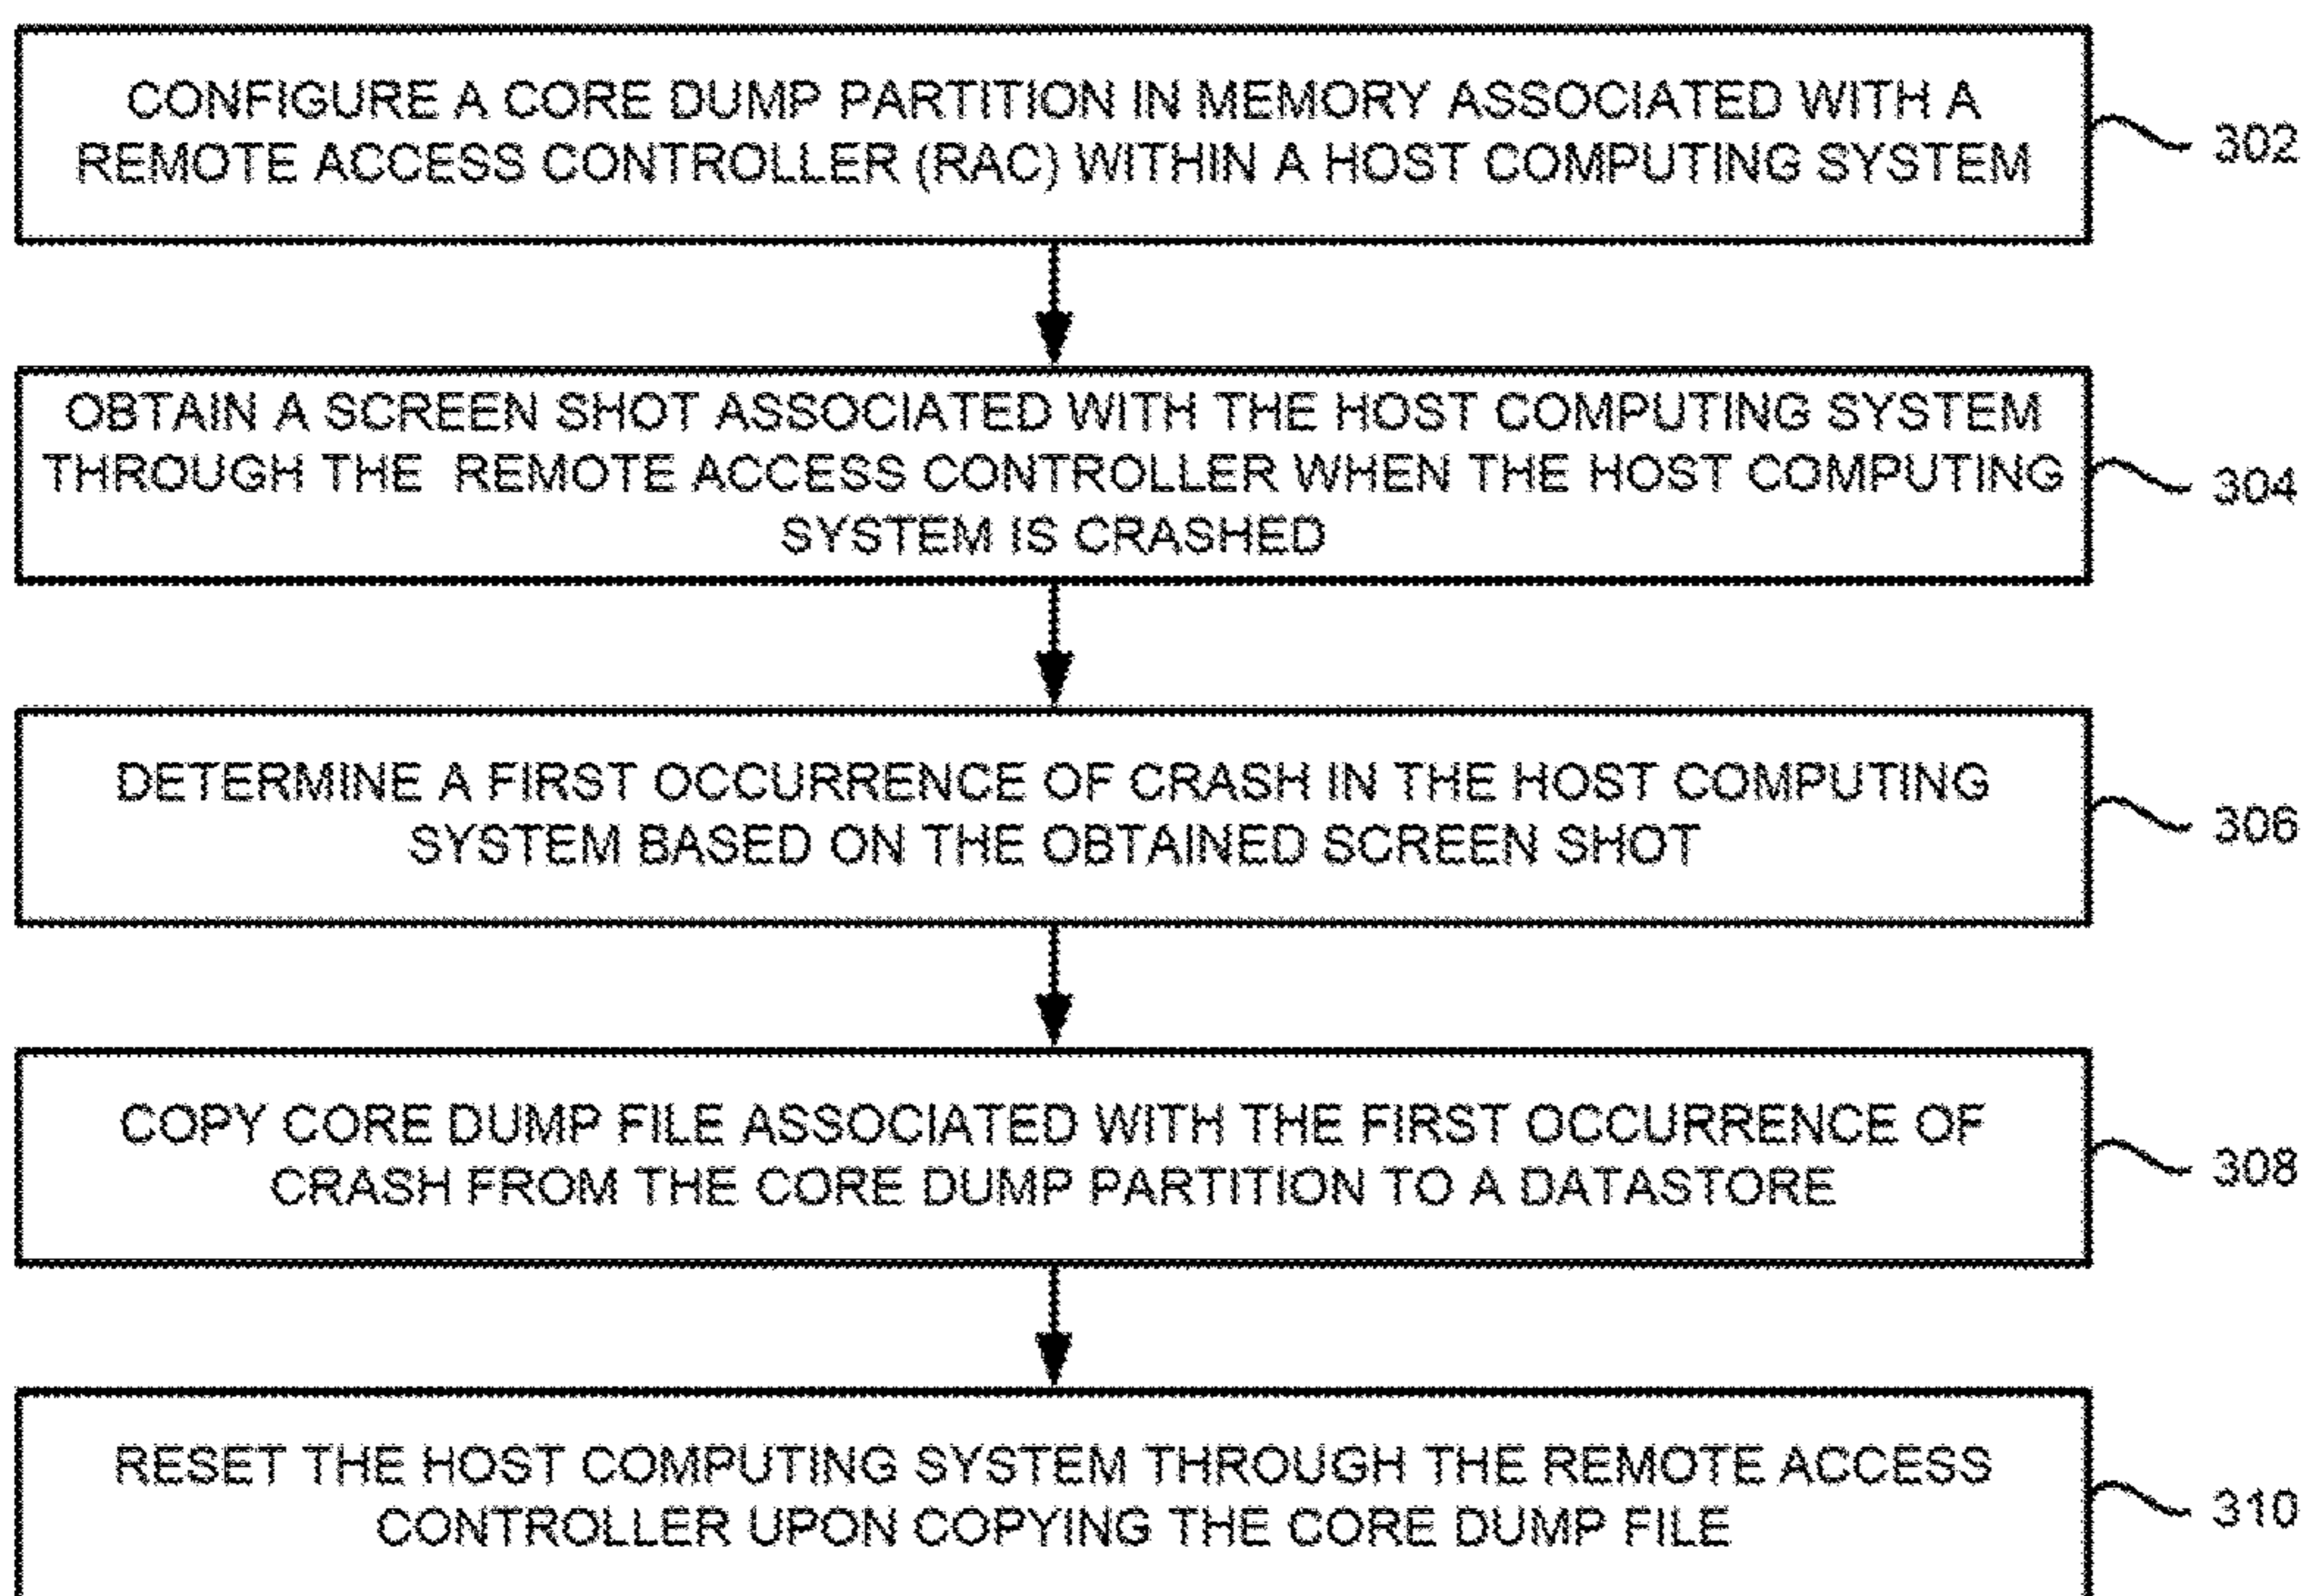 CONFIGURE A CORE DUMP PARTITION IN MEMORY ASSOCIATED WITH A
REMOTE ACCESS CONTROLLER (RAC) WITHIN A HOST COMPUTING SYSTEM
302
OBTAIN A SCREEN SHOT ASSOCIATED WITH THE HOST COMPUTING SYSTEM
THROUGH THE REMOTE ACCESS CONTROLLER WHEN THE HOST COMPUTING
SYSTEM IS CRASHED
304
DETERMINE A FIRST OCCURRENCE OF CRASH IN THE HOST COMPUTING
SYSTEM BASED ON THE OBTAINED SCREEN SHOT
306
COPY CORE DUMP FILE ASSOCIATED WITH THE FIRST OCCURRENCE OF
CRASH FROM THE CORE DUMP PARTITION TO A DATASTORE
308
RESET THE HOST COMPUTING SYSTEM THROUGH THE REMOTE ACCESS
CONTROLLER UPON COPYING THE CORE DUMP FILE
310